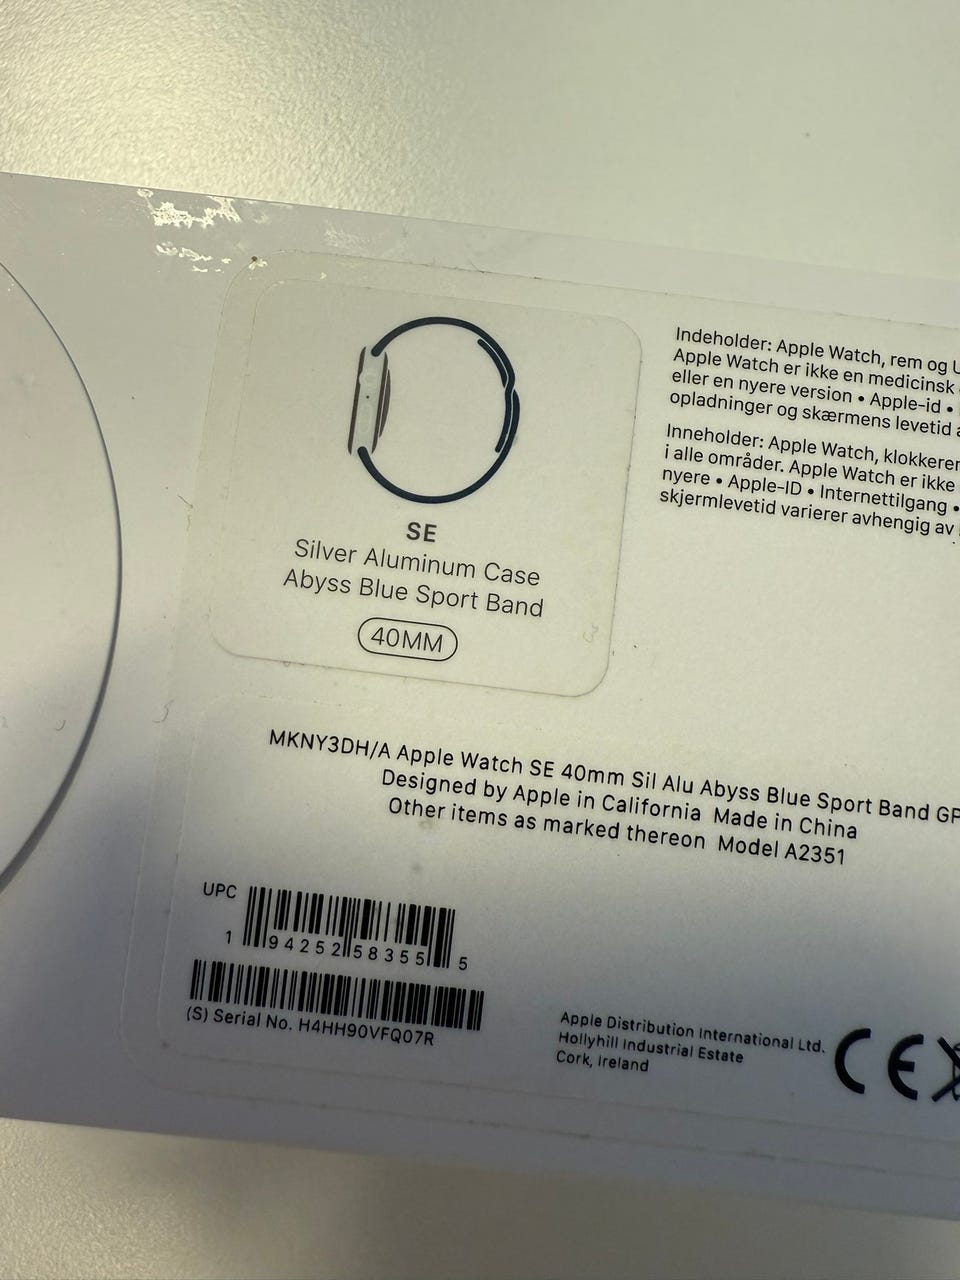 SE
Silver Aluminum Case
Abyss Blue Sport Band
40MM
Indeholder: Apple Watch, rem og
Apple Watch er ikke en medicinsk
eller en nyere version • Apple-id •
opladninger og skærmens levetid
Inneholder: Apple Watch,
i alle områder. Apple Watch er ikke
nyere • Apple-ID • Internettilgang •
skjermlevetid varierer avhengig av
MKNY3DH/A Apple Watch SE 40mm Sil Alu Abyss Blue Sport Band
Designed by Apple in California Made in China
Other items as marked thereon Model A2351
UPC
1 94252 58355 5
(S) Serial No. H4HH90VFQ07R
Apple Distribution International Ltd.
Hollyhill Industrial Estate
Cork, Ireland
CE